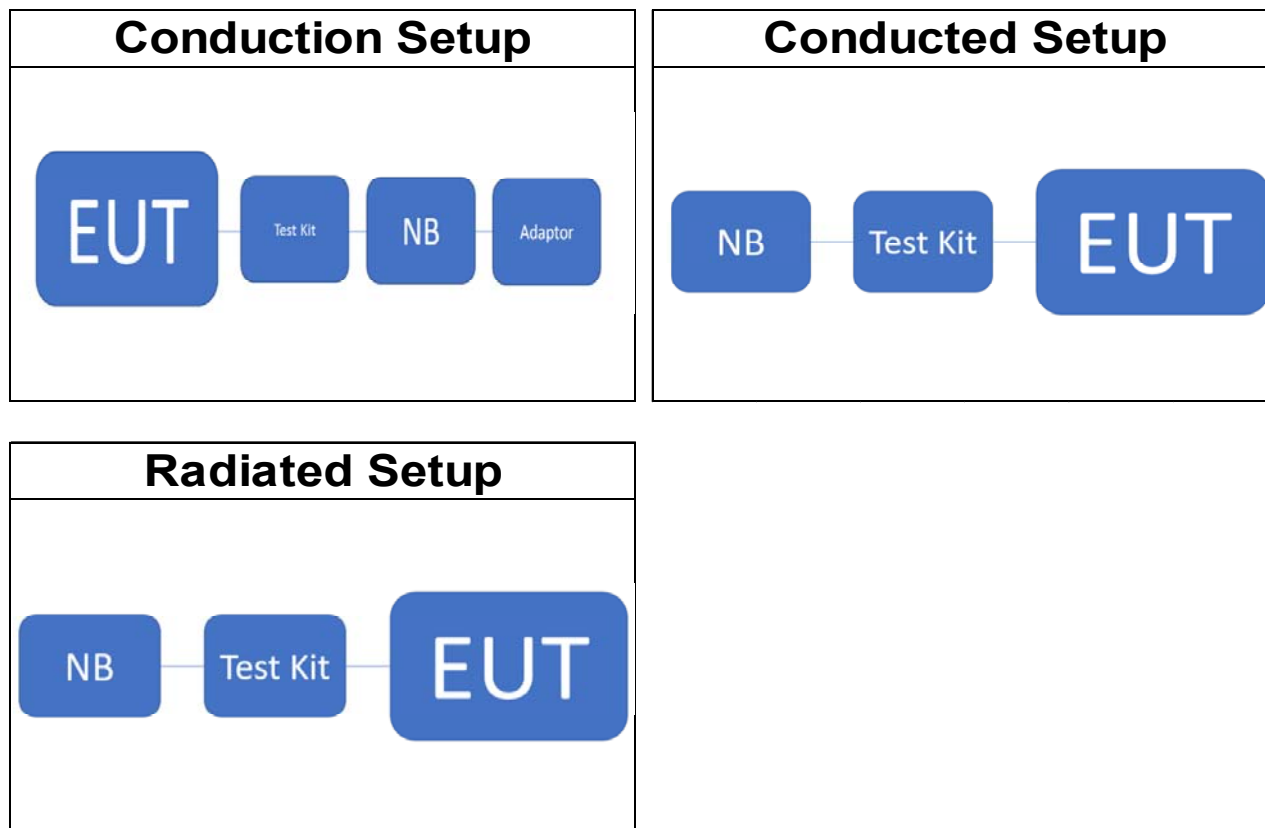 Conduction Setup
EUT Test Kit NB Adaptor
Conducted Setup
NB Test Kit EUT
Radiated Setup
NB Test Kit EUT